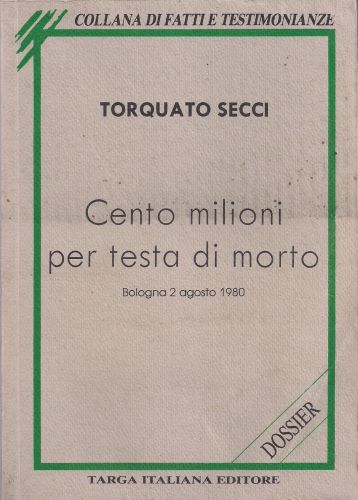 COLLANA DI FATTI E TESTIMONIANZE
TORQUATO SECCI
Cento milioni
per testa di morto
Bologna 2 agosto 1980
DOSSIER
TARGA ITALIANA EDITORE